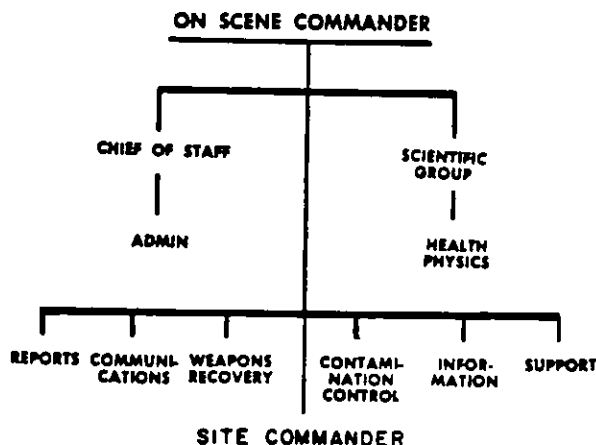 ON SCENE COMMANDER
CHIEF OF STAFF
SCIENTIFIC
GROUP
ADMIN
HEALTH
PHYSICS
REPORTS
COMMUNI-
CATIONS
WEAPONS
RECOVERY
CONTAMI-
NATION
CONTROL
INFOR-
MATION
SUPPORT
SITE COMMANDER